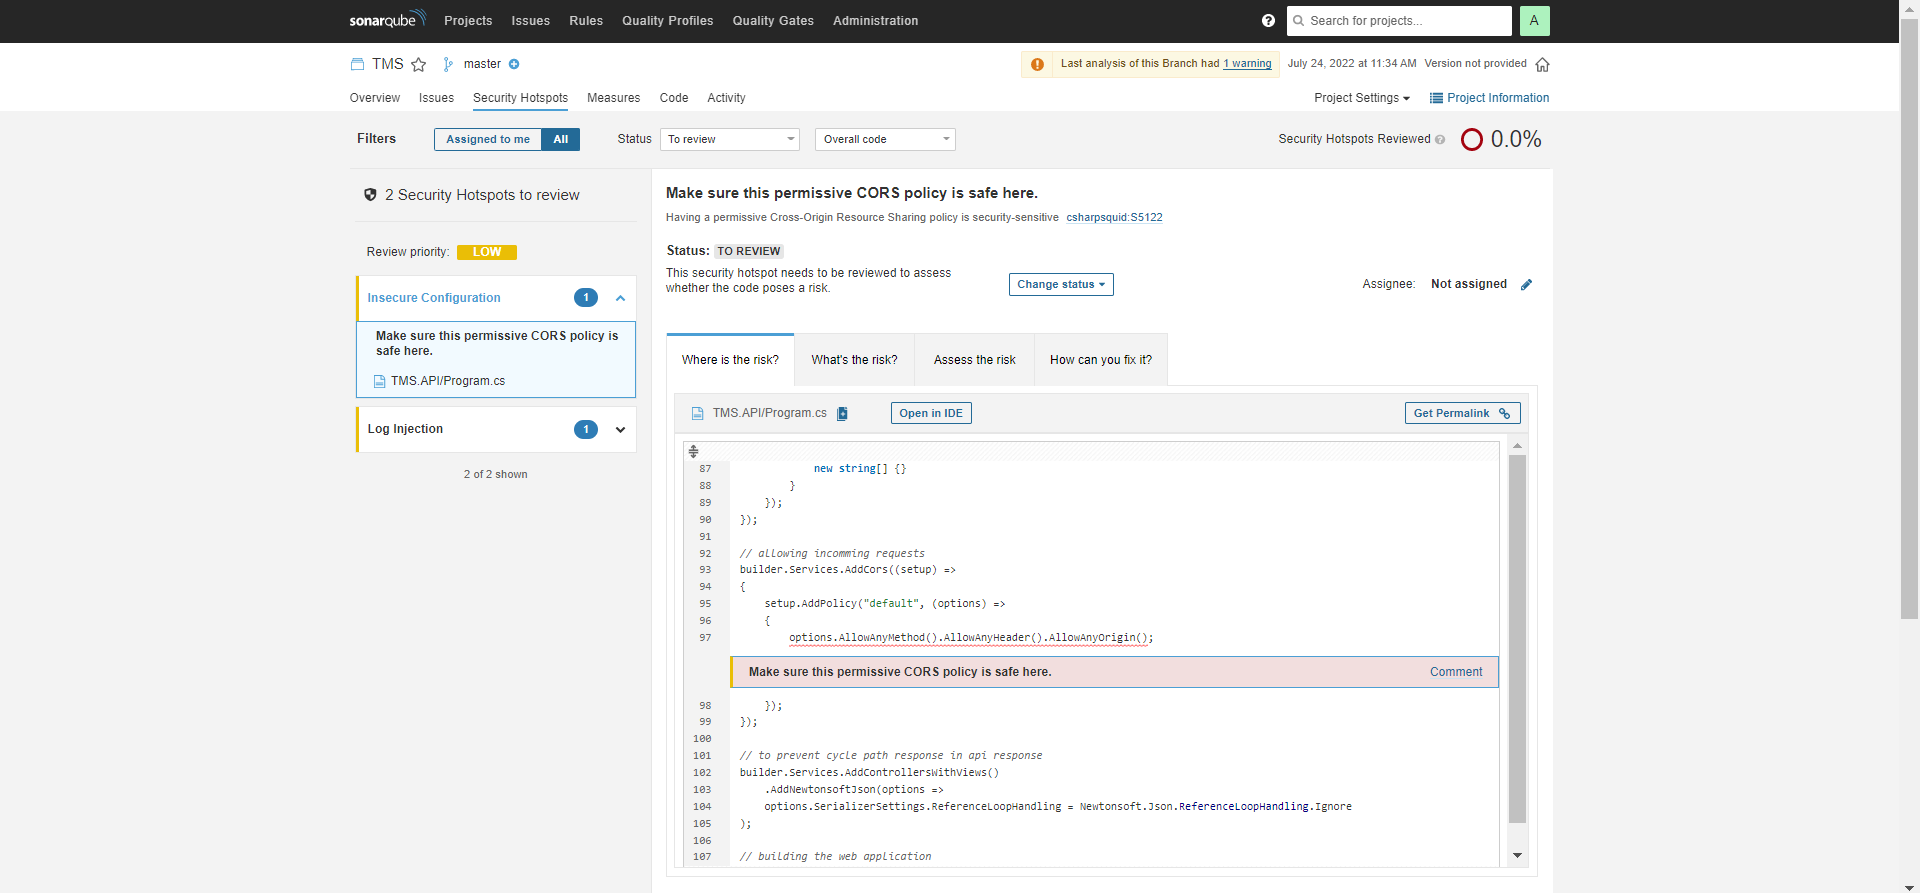 sonarqube Projects Issues Rules Quality Profiles Quality Gates Administration ? Search for projects... A
TMS master Last analysis of this Branch had 1 warning July 24, 2022 at 11:34 AM Version not provided
Overview Issues Security Hotspots Measures Code Activity Project Settings Project Information
Filters Assigned to me All Status To review Overall code Security Hotspots Reviewed ? 0.0%
2 Security Hotspots to review
Review priority: LOW
Insecure Configuration 1
Make sure this permissive CORS policy is
safe here.
TMS.API/Program.cs
Log Injection 1
2 of 2 shown
Make sure this permissive CORS policy is safe here.
Having a permissive Cross-Origin Resource Sharing policy is security-sensitive csharpsquid:S5122
Status: TO REVIEW
This security hotspot needs to be reviewed to assess
whether the code poses a risk.
Change status
Assignee: Not assigned
Where is the risk? What's the risk? Assess the risk How can you fix it?
TMS.API/Program.cs Open in IDE Get Permalink
87 new string[] {}
88 }
89 });
90 });
91
92 // allowing incomming requests
93 builder.Services.AddCors((setup) =>
94 {
95 setup.AddPolicy("default", (options) =>
96 {
97 options.AllowAnyMethod().AllowAnyHeader().AllowAnyOrigin();
Make sure this permissive CORS policy is safe here. Comment
98 });
99 });
100
101 // to prevent cycle path response in api response
102 builder.Services.AddControllersWithViews()
103 .AddNewtonsoftJson(options =>
104 options.SerializerSettings.ReferenceLoopHandling = Newtonsoft.Json.ReferenceLoopHandling.Ignore
105 );
106
107 // building the web application